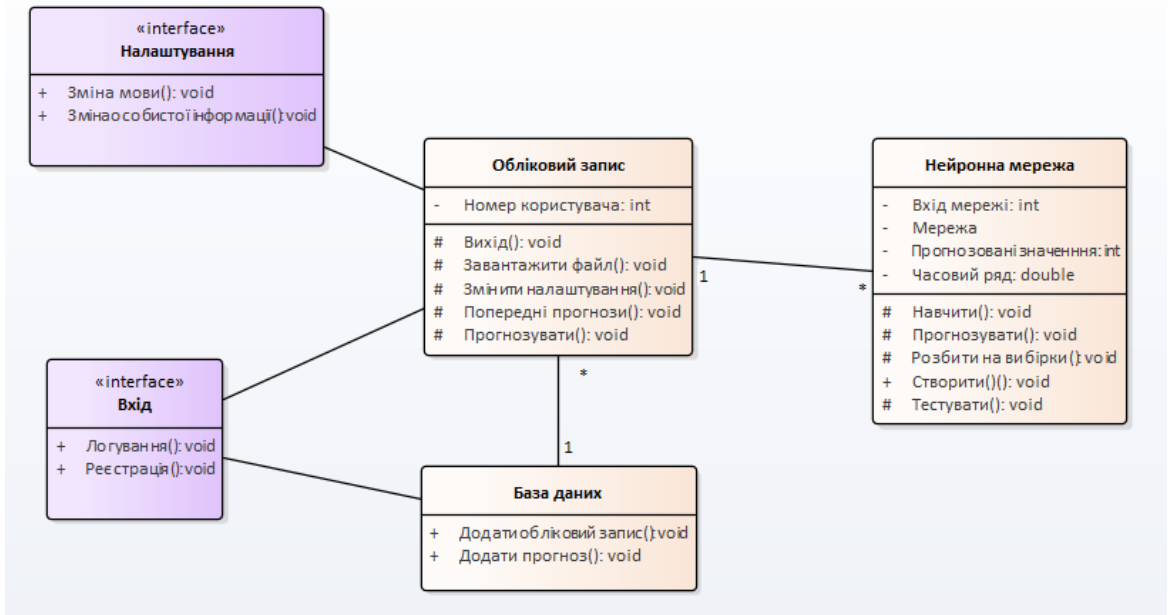 «interface»
Налаштування
+ Зміна мови(): void
+ Зміна особистої інформації(): void
Обліковий запис
- Номер користувача: int
# Вихід(): void
# Завантажити файл(): void
# Змінити налаштування(): void
# Попередні прогнози(): void
# Прогнозувати(): void
Нейронна мережа
- Вхід мережі: int
- Мережа
- Прогнозовані значенння: int
- Часовий ряд: double
# Навчити(): void
# Прогнозувати(): void
# Розбити на вибірки(): void
+ Створити()(): void
# Тестувати(): void
1
*
«interface»
Вхід
+ Логування(): void
+ Реєстрація(): void
*
1
База даних
+ Додати обліковий запис(): void
+ Додати прогноз(): void